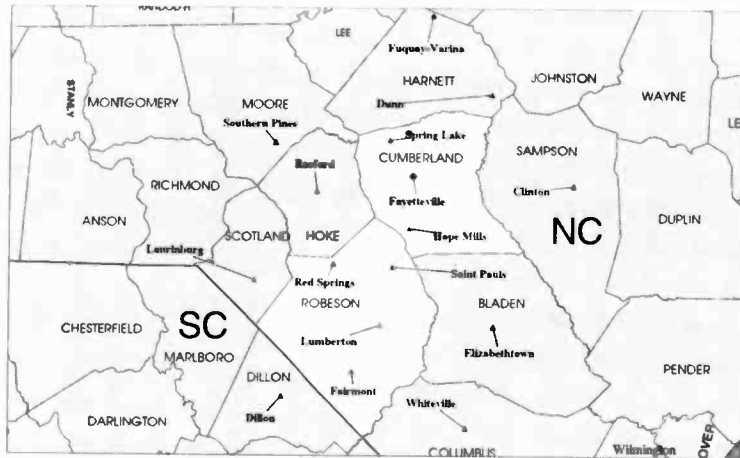 RANDOLPH
LEE
Fuquay-Varina
HARNETT
JOHNSTON
WAYNE
STANLY
MONTGOMERY
MOORE
Dunn
Southern Pines
Spring Lake
SAMPSON
CUMBERLAND
Raeford
RICHMOND
Clinton
Fayetteville
ANSON
DUPLIN
SCOTLAND
HOKE
Hope Mills
NC
Laurinburg
Red Springs
Saint Pauls
ROBESON
BLADEN
CHESTERFIELD
SC
Lumberton
MARLBORO
Elizabethtown
PENDER
DILLON
Fairmont
Whiteville
Dillon
DARLINGTON
COLUMBUS
Wilmington
OVER